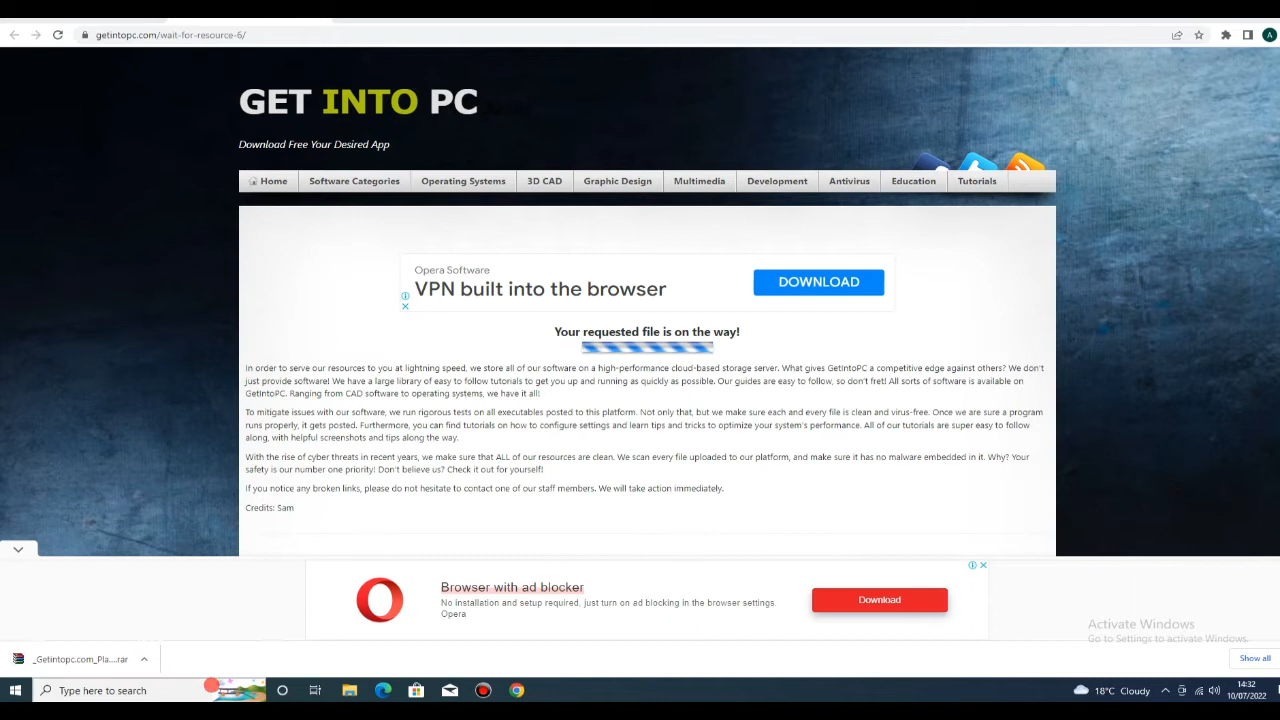 getintopc.com/wait-for-resource-6/
A
GET INTO PC
Download Free Your Desired App
Home Software Categories Operating Systems 3D CAD Graphic Design Multimedia Development Antivirus Education Tutorials
Opera Software
VPN built into the browser
DOWNLOAD
Your requested file is on the way!
In order to serve our resources to you at lightning speed, we store all of our software on a high-performance cloud-based storage server. What gives GetIntoPC a competitive edge against others? We don't
just provide software! We have a large library of easy to follow tutorials to get you up and running as quickly as possible. Our guides are easy to follow, so don't fret! All sorts of software is available on
GetIntoPC. Ranging from CAD software to operating systems, we have it all!
To mitigate issues with our software, we run rigorous tests on all executables posted to this platform. Not only that, but we make sure each and every file is clean and virus-free. Once we are sure a program
runs properly, it gets posted. Furthermore, you can find tutorials on how to configure settings and learn tips and tricks to optimize your system's performance. All of our tutorials are super easy to follow
along, with helpful screenshots and tips along the way.
With the rise of cyber threats in recent years, we make sure that ALL of our resources are clean. We scan every file uploaded to our platform, and make sure it has no malware embedded in it. Why? Your
safety is our number one priority! Don't believe us? Check it out for yourself!
If you notice any broken links, please do not hesitate to contact one of our staff members. We will take action immediately.
Credits: Sam
Browser with ad blocker
No installation and setup required, just turn on ad blocking in the browser settings.
Opera
Download
Activate Windows
Go to Settings to activate Windows.
_Getintopc.com_Pla....rar
Show all
Type here to search
18°C Cloudy
14:32
10/07/2022